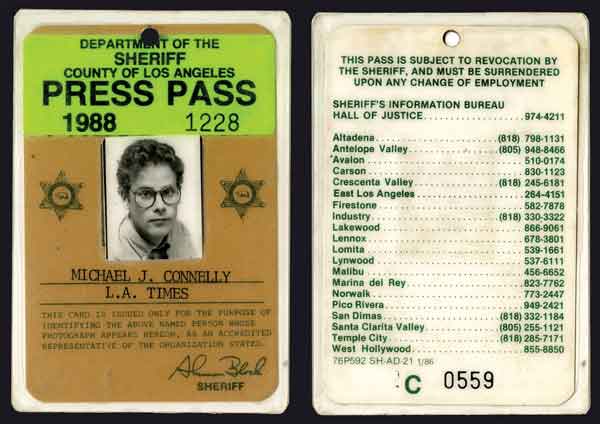 DEPARTMENT OF THE
SHERIFF
COUNTY OF LOS ANGELES
PRESS PASS
1988 1228
MICHAEL J. CONNELLY
L.A. TIMES
THIS CARD IS ISSUED ONLY FOR THE PURPOSE OF
IDENTIFYING THE ABOVE NAMED PERSON WHOSE
PHOTOGRAPH APPEARS HEREON, AS AN ACCREDITED
REPRESENTATIVE OF THE ORGANIZATION STATED.
Sherman Block
SHERIFF
THIS PASS IS SUBJECT TO REVOCATION BY
THE SHERIFF, AND MUST BE SURRENDERED
UPON ANY CHANGE OF EMPLOYMENT
SHERIFF'S INFORMATION BUREAU
HALL OF JUSTICE 974-4211
Altadena (818) 798-1131
Antelope Valley (805) 948-8466
Avalon 510-0174
Carson 830-1123
Crescenta Valley (818) 245-6181
East Los Angeles 264-4151
Firestone 582-7878
Industry (818) 330-3322
Lakewood 866-9061
Lennox 678-3801
Lomita 539-1661
Lynwood 537-6111
Malibu 456-6652
Marina del Rey 823-7762
Norwalk 773-2447
Pico Rivera 949-2421
San Dimas (818) 332-1184
Santa Clarita Valley (805) 255-1121
Temple City (818) 285-7171
West Hollywood 855-8850
76P592 SH-AD-21 1/86
C 0559